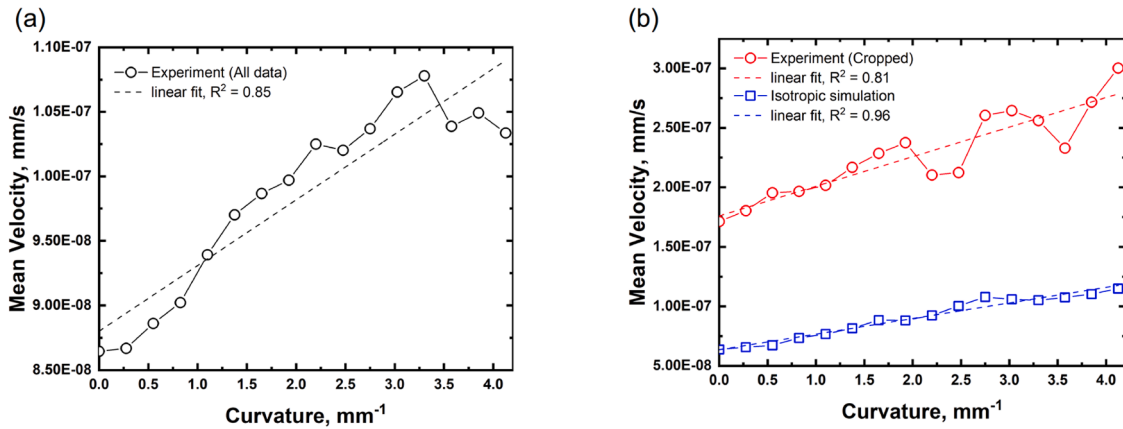 (a)
1.10E-07
1.05E-07
1.00E-07
9.50E-08
9.00E-08
8.50E-08
Mean Velocity, mm/s
Experiment (All data)
linear fit, R² = 0.85
0.0 0.5 1.0 1.5 2.0 2.5 3.0 3.5 4.0
Curvature, mm⁻¹
(b)
3.00E-07
2.50E-07
2.00E-07
1.50E-07
1.00E-07
5.00E-08
Mean Velocity, mm/s
Experiment (Cropped)
linear fit, R² = 0.81
Isotropic simulation
linear fit, R² = 0.96
0.0 0.5 1.0 1.5 2.0 2.5 3.0 3.5 4.0
Curvature, mm⁻¹